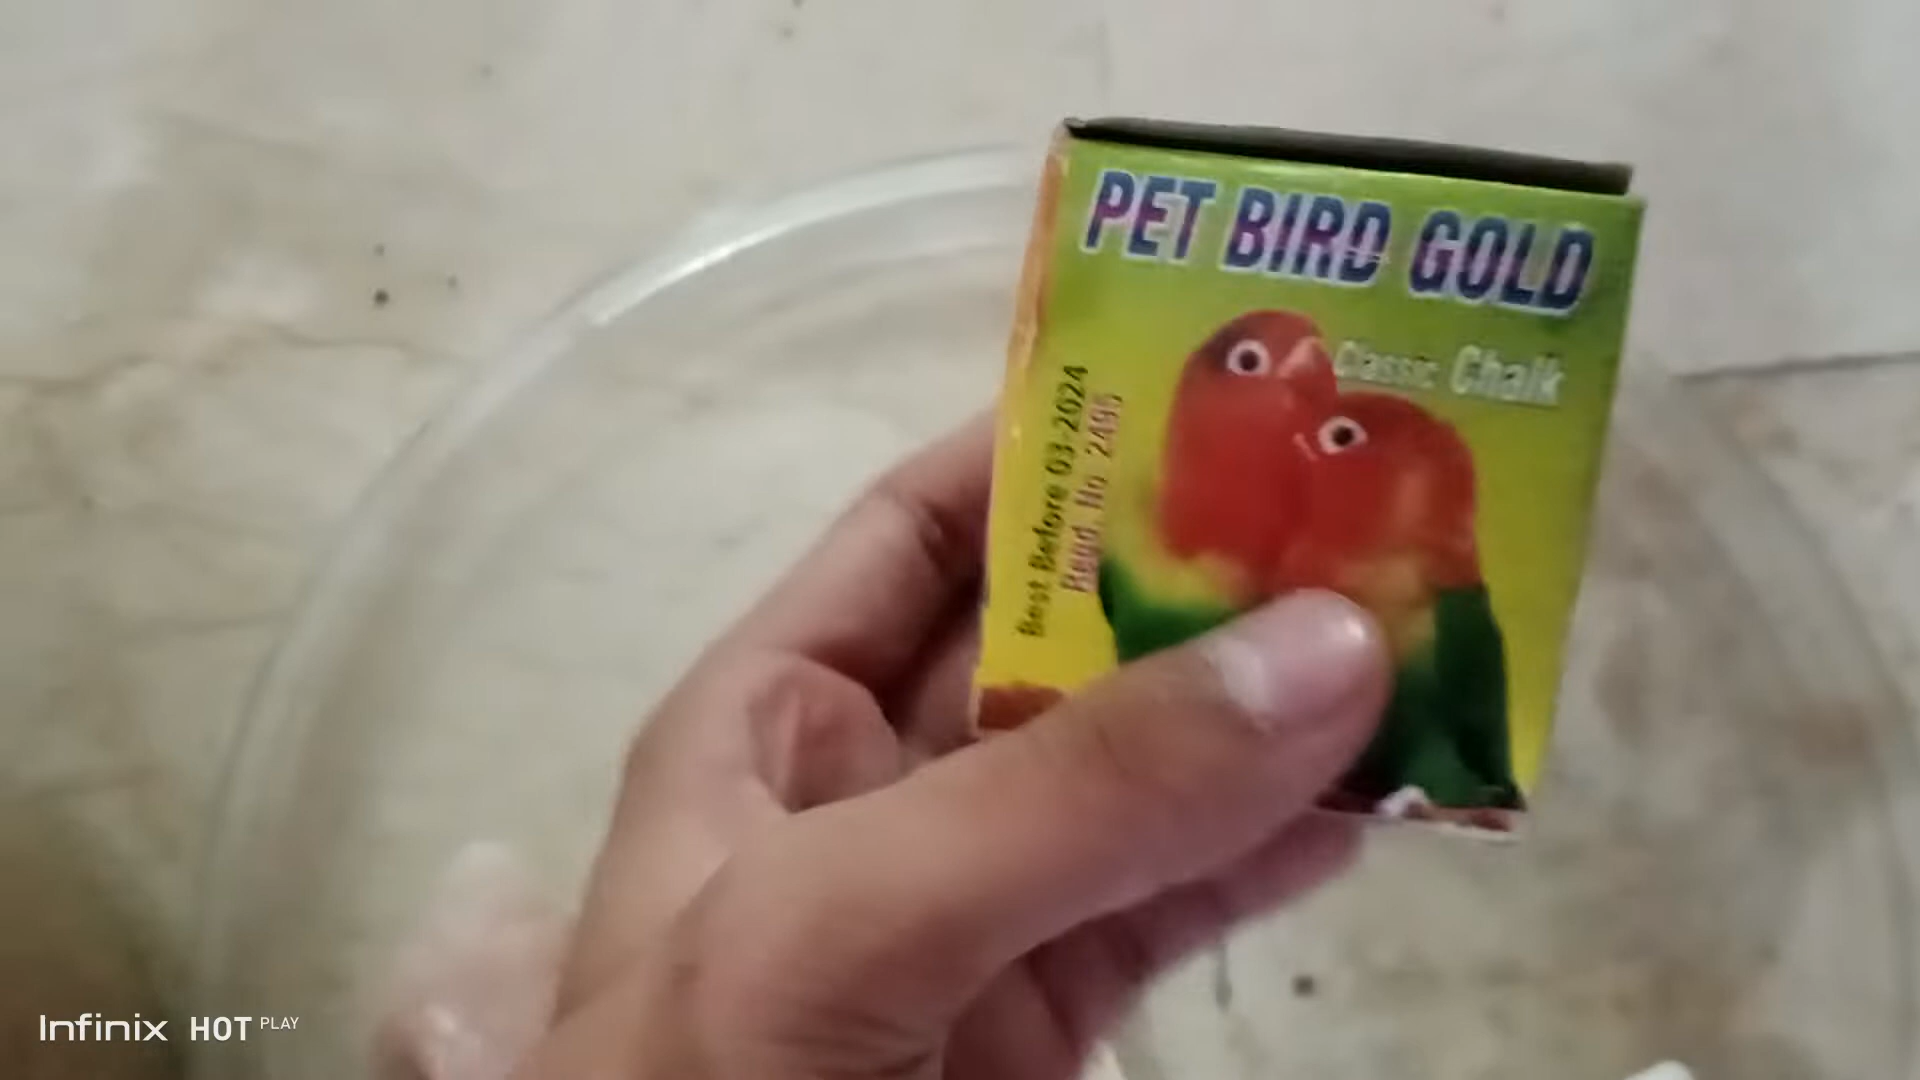 PET BIRD GOLD
Classic Chalk
Best Before 03-2024
Regd. No. 2495
Infinix HOT PLAY